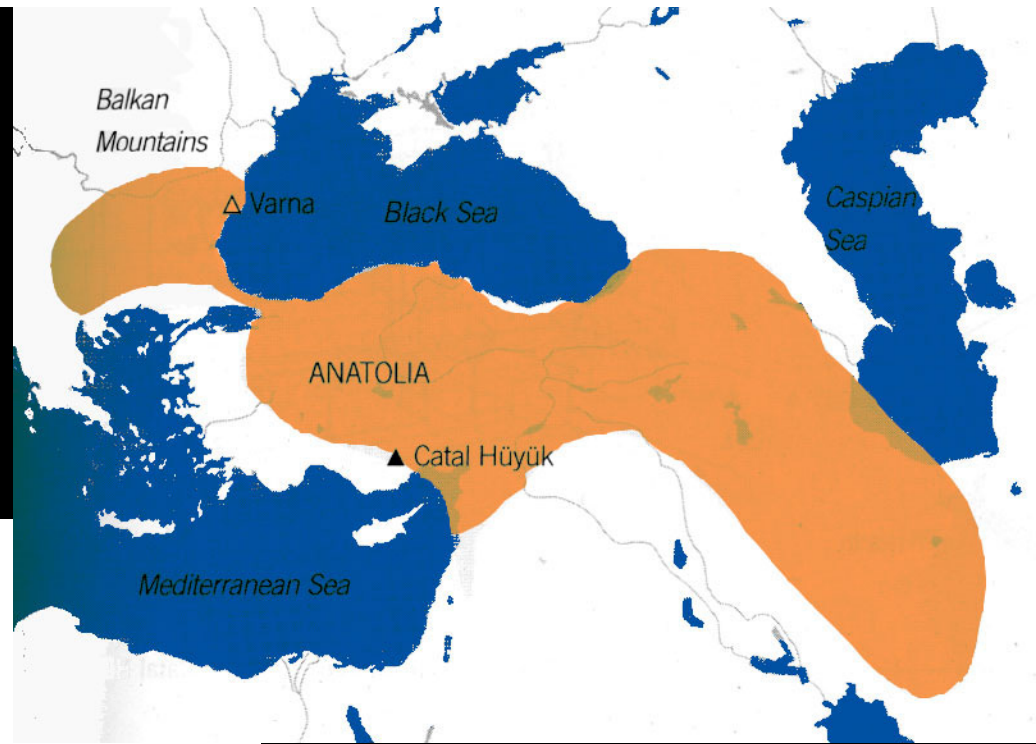 Balkan
Mountains
△ Varna
Black Sea
Caspian
Sea
ANATOLIA
▲ Catal Hüyük
Mediterranean Sea